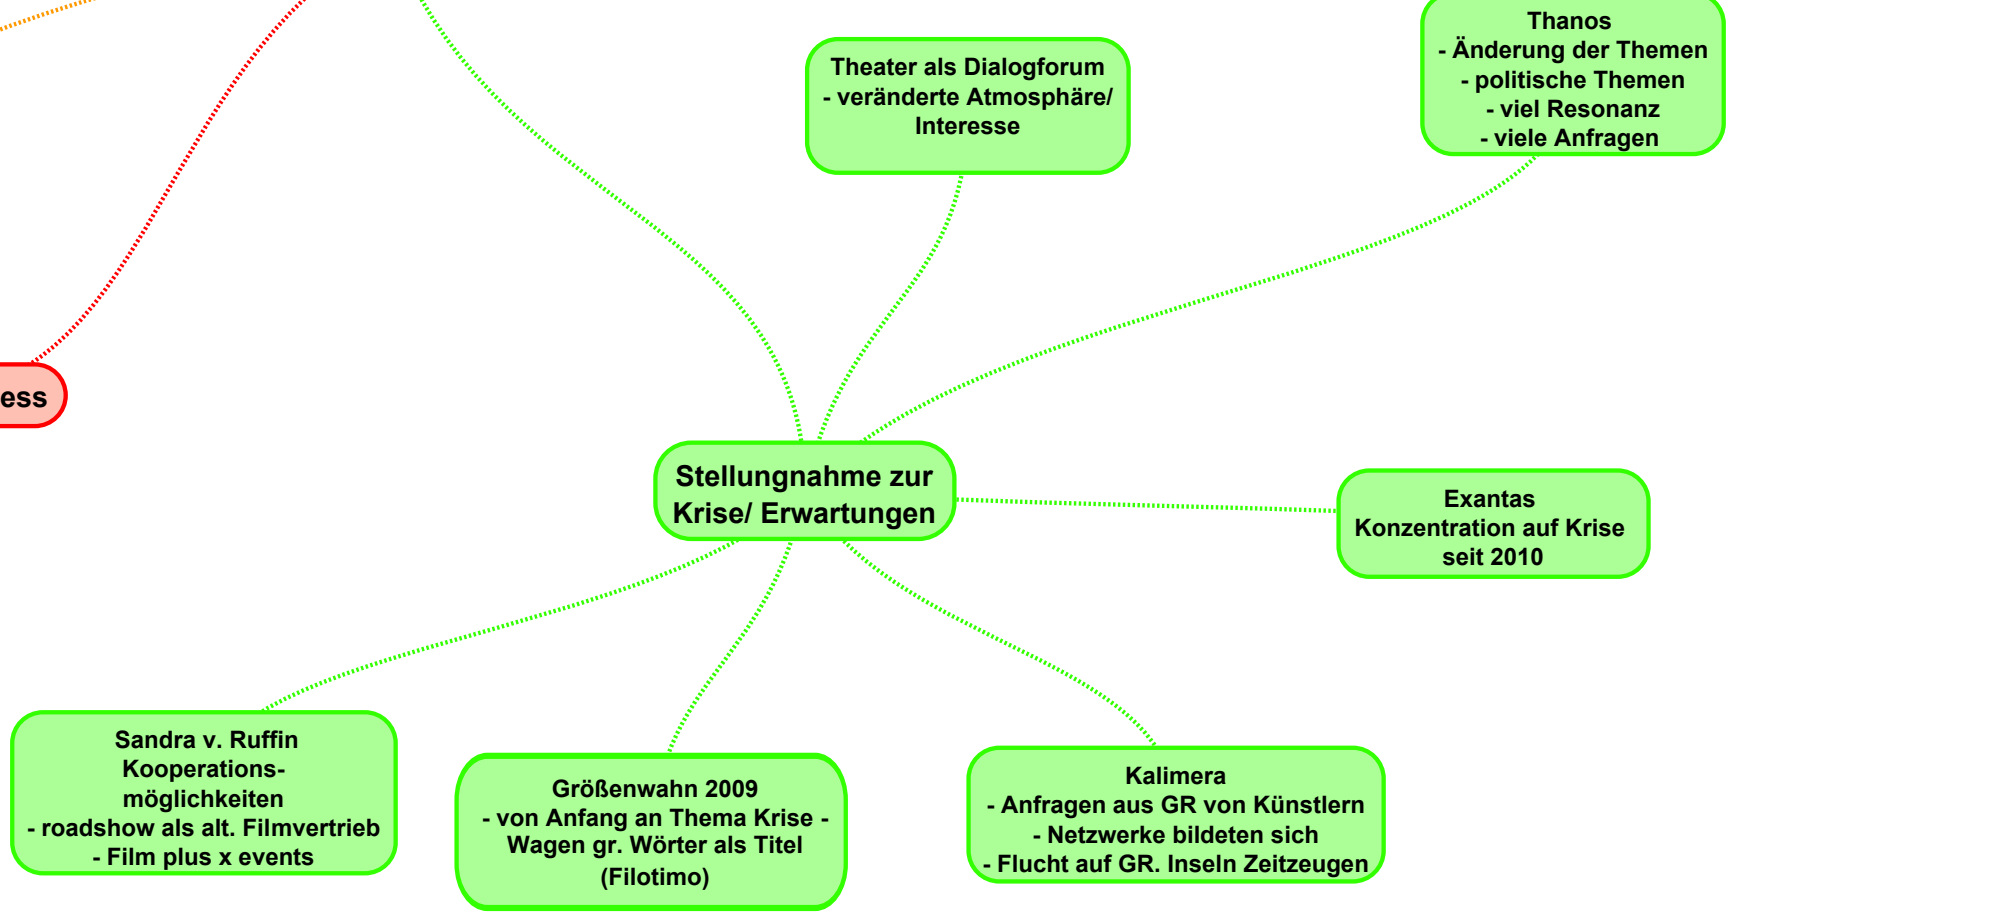 Thanos
- Änderung der Themen
- politische Themen
- viel Resonanz
- viele Anfragen
Theater als Dialogforum
- veränderte Atmosphäre/
Interesse
ess
Stellungnahme zur
Krise/ Erwartungen
Exantas
Konzentration auf Krise
seit 2010
Sandra v. Ruffin
Kooperations-
möglichkeiten
- roadshow als alt. Filmvertrieb
- Film plus x events
Größenwahn 2009
- von Anfang an Thema Krise -
Wagen gr. Wörter als Titel
(Filotimo)
Kalimera
- Anfragen aus GR von Künstlern
- Netzwerke bildeten sich
- Flucht auf GR. Inseln Zeitzeugen